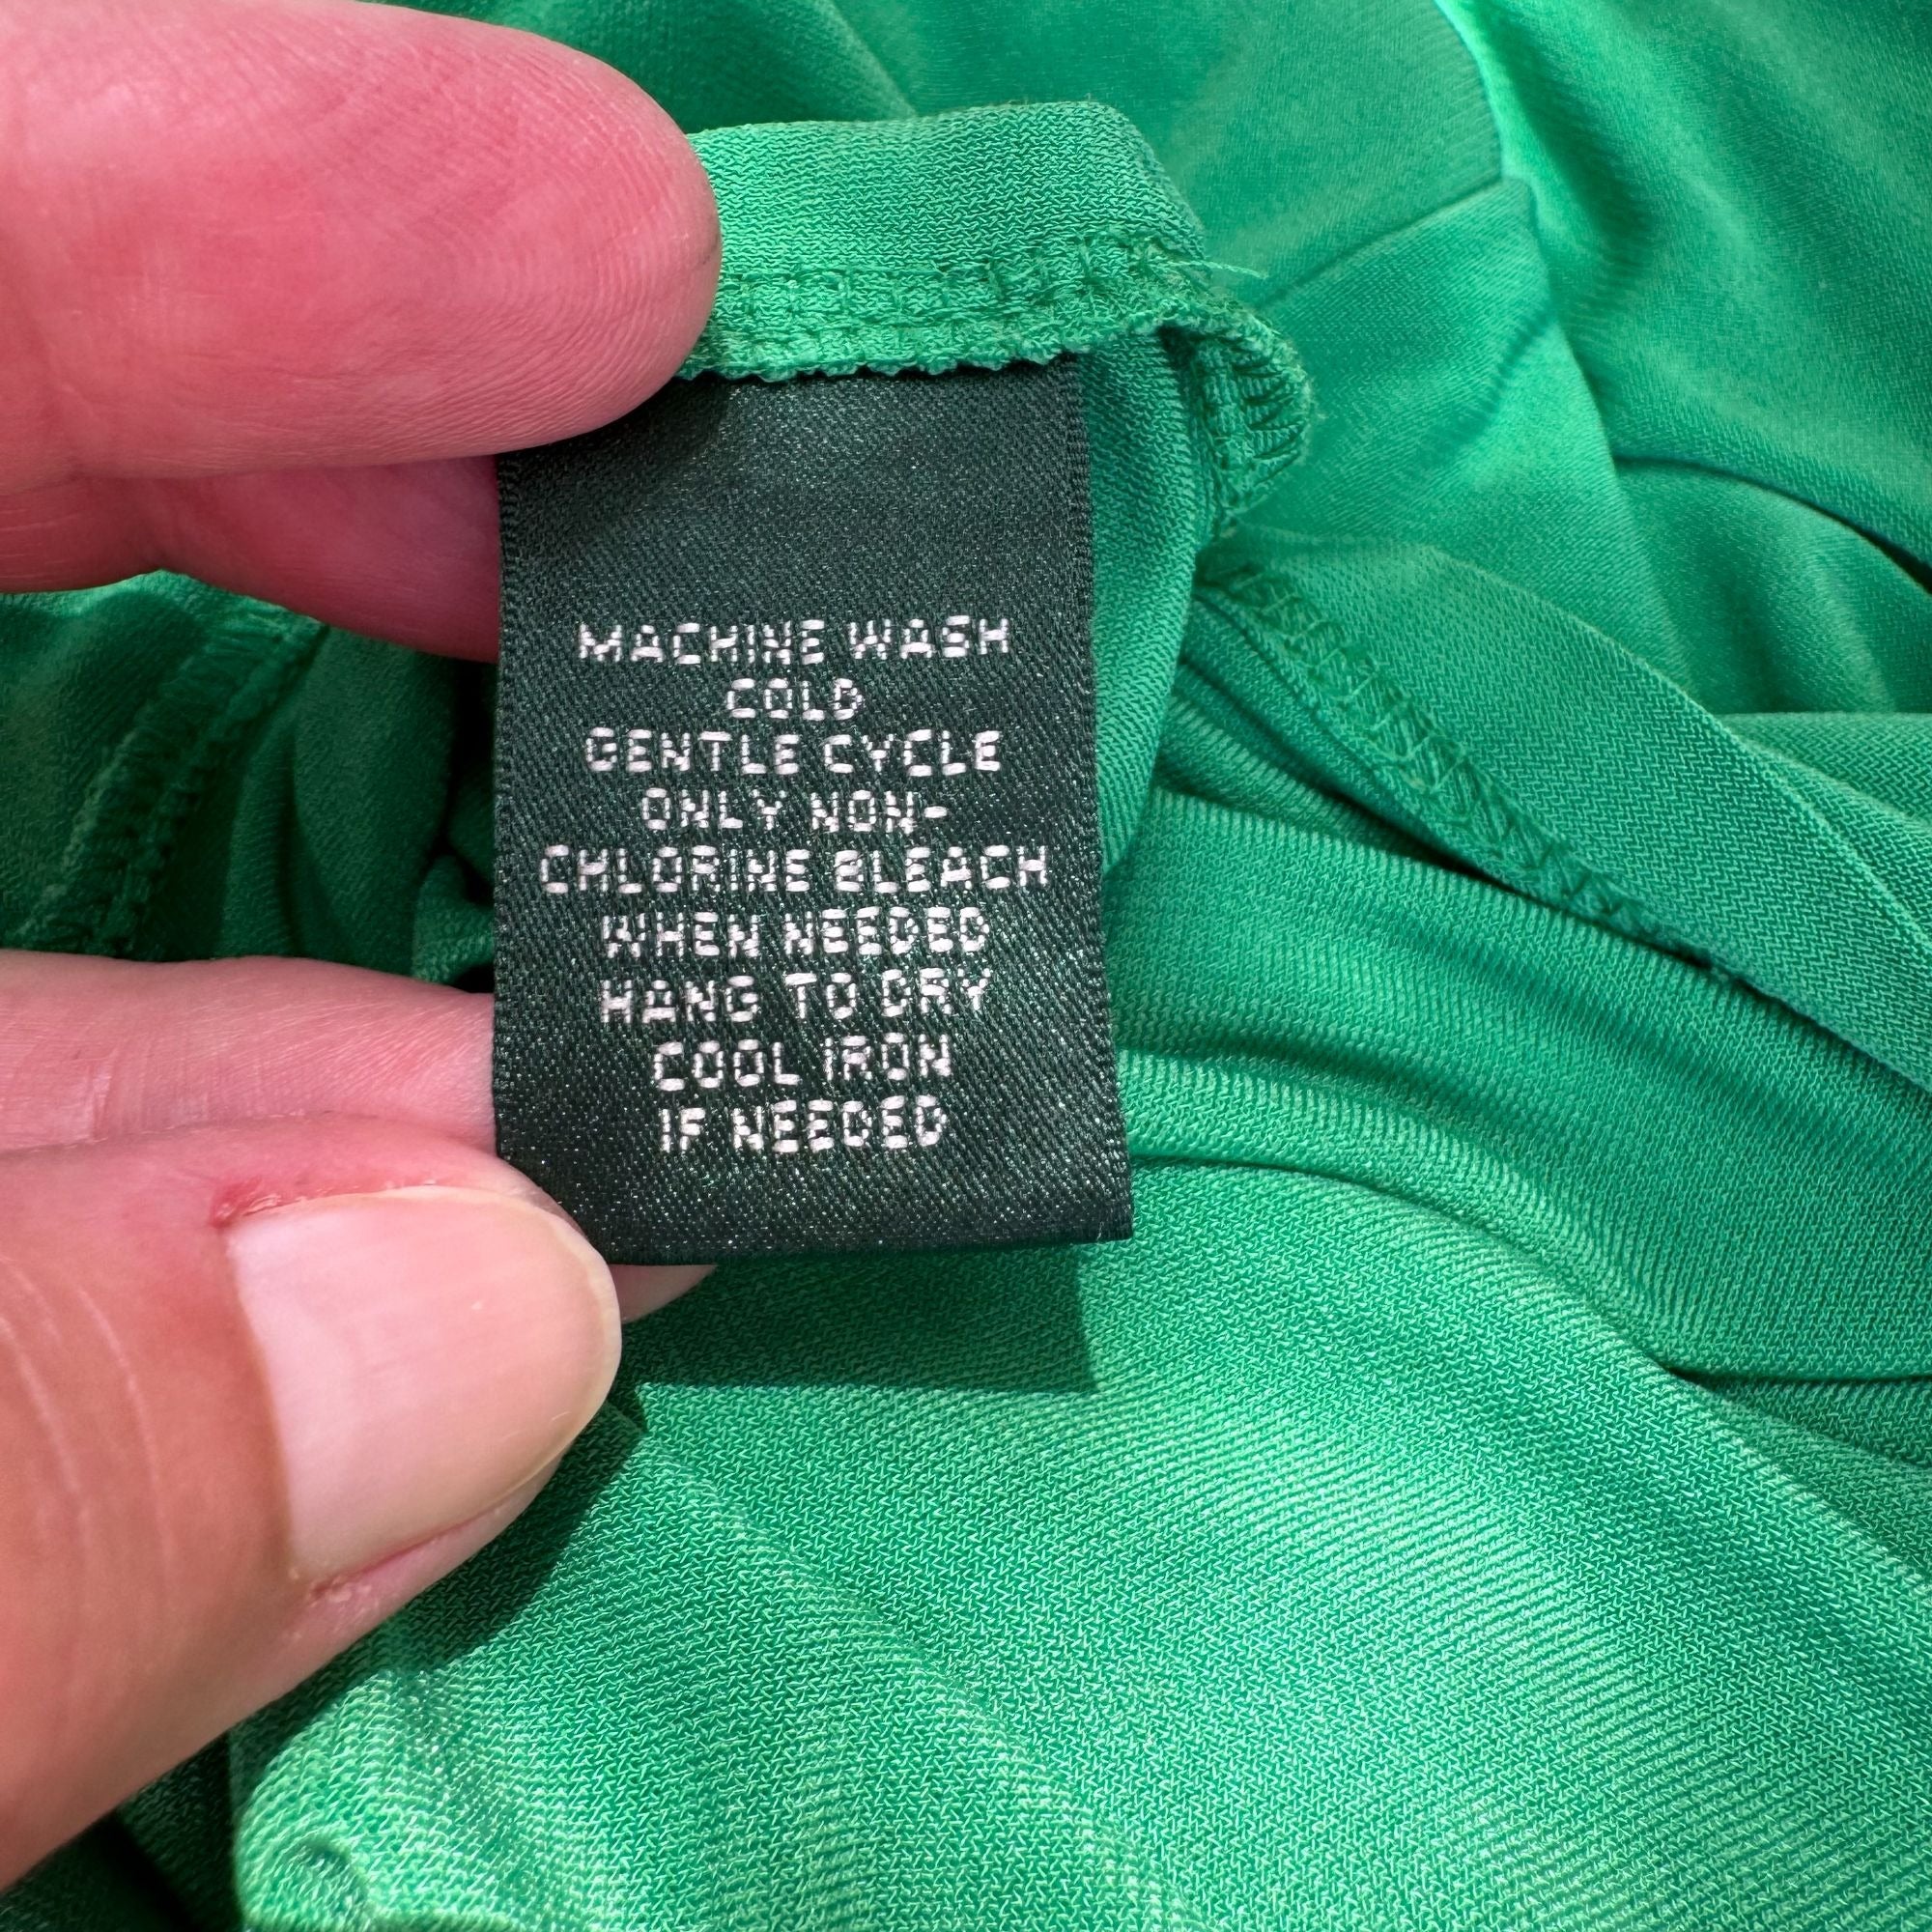 MACHINE WASH
COLD
GENTLE CYCLE
ONLY NON-
CHLORINE BLEACH
WHEN NEEDED
HANG TO DRY
COOL IRON
IF NEEDED